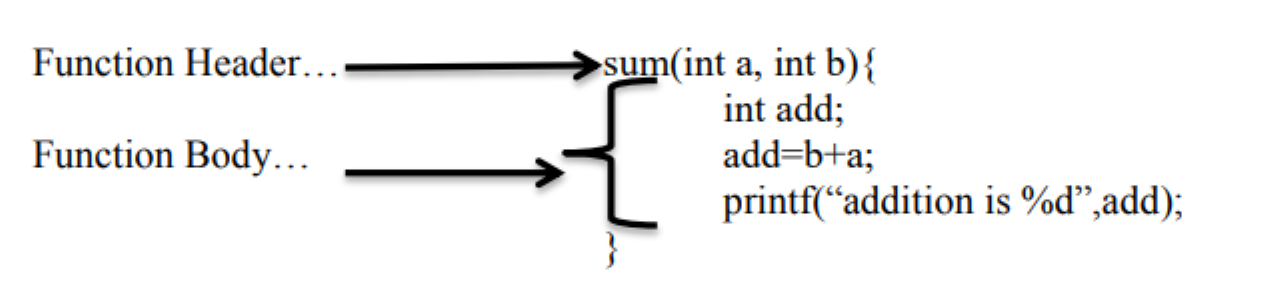 Function Header… sum(int a, int b){
int add;
Function Body… add=b+a;
printf(“addition is %d”,add);
}